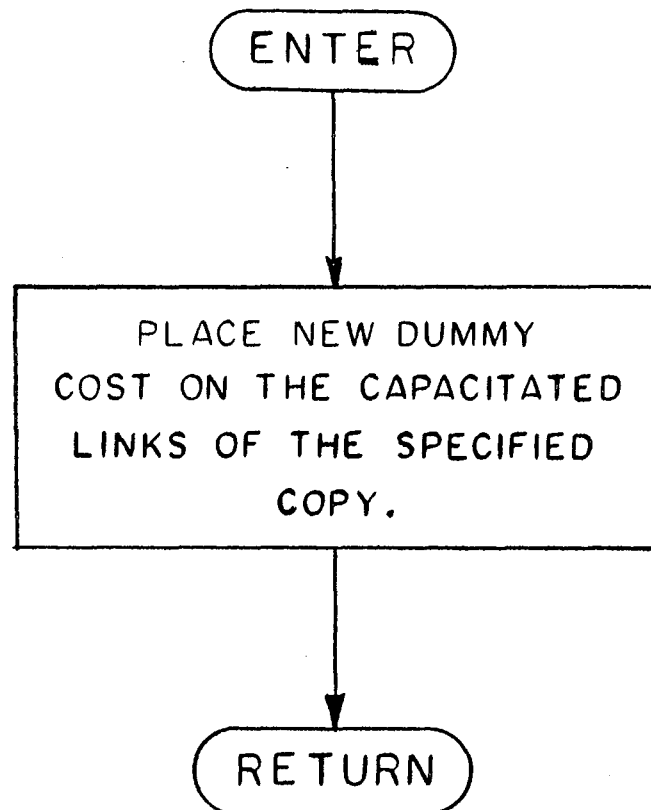 ENTER
PLACE NEW DUMMY
COST ON THE CAPACITATED
LINKS OF THE SPECIFIED
COPY.
RETURN